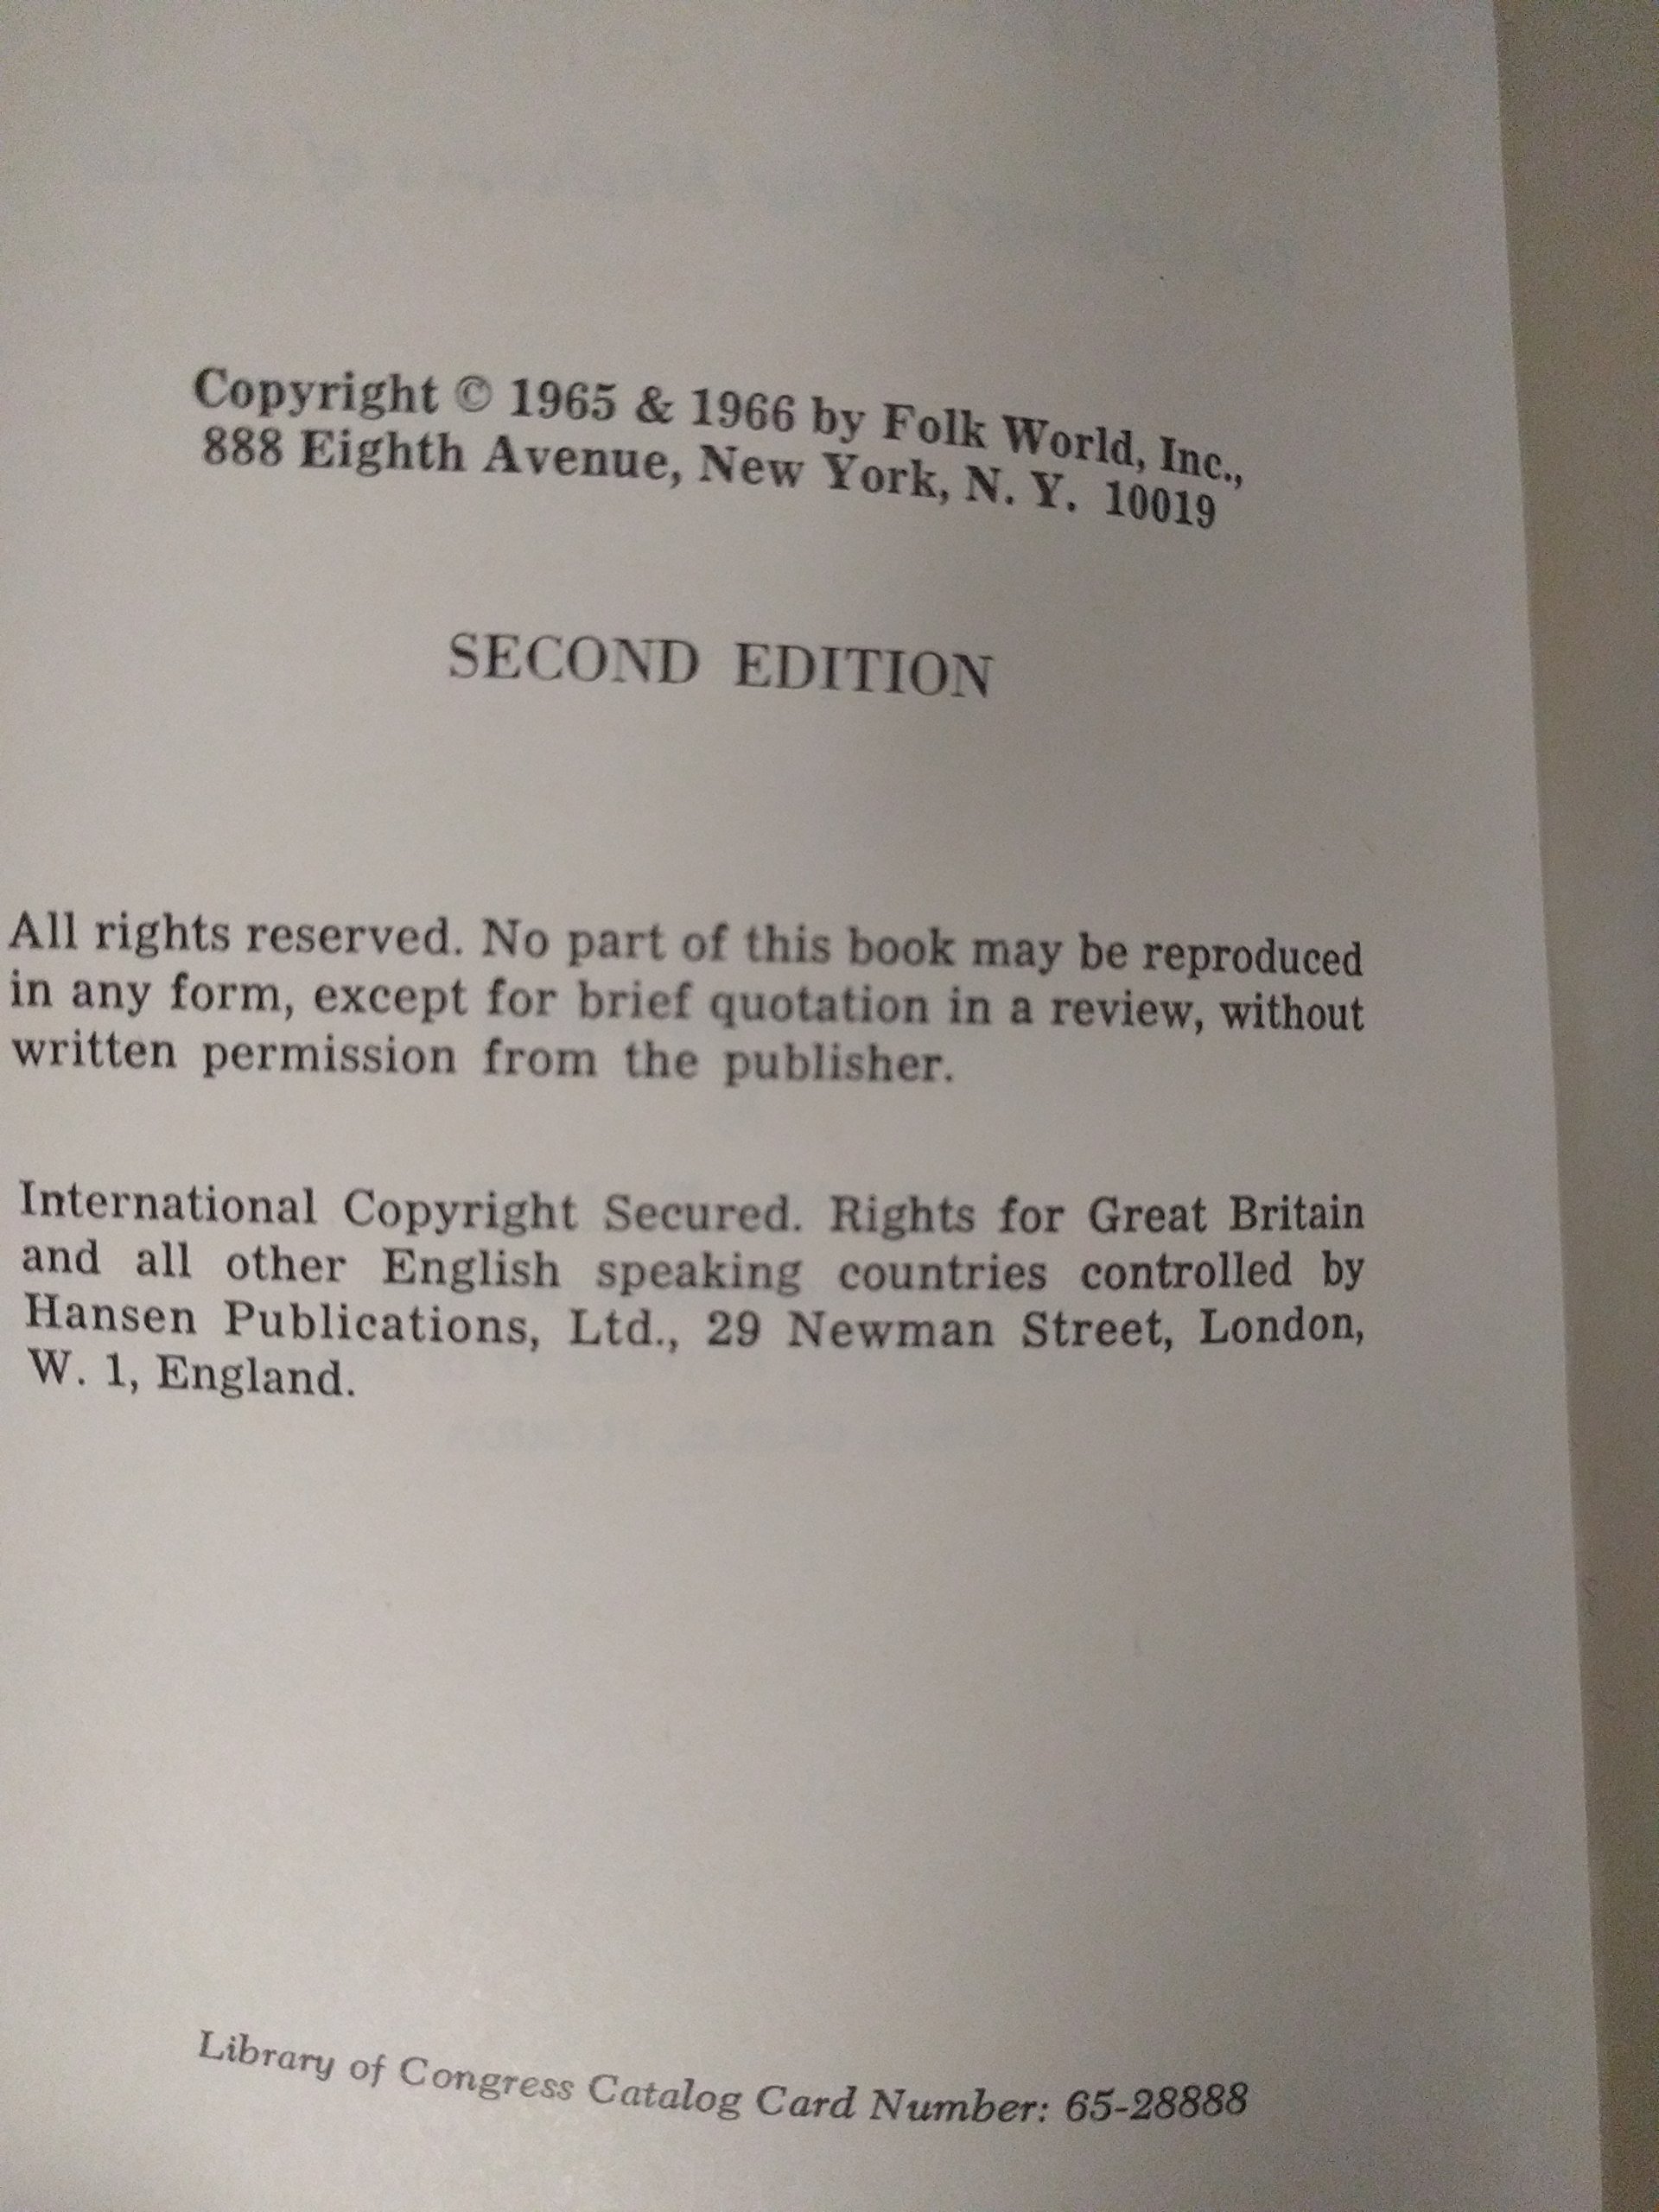 Copyright © 1965 & 1966 by Folk World, Inc.,
888 Eighth Avenue, New York, N. Y. 10019
SECOND EDITION
All rights reserved. No part of this book may be reproduced
in any form, except for brief quotation in a review, without
written permission from the publisher.
International Copyright Secured. Rights for Great Britain
and all other English speaking countries controlled by
Hansen Publications, Ltd., 29 Newman Street, London,
W. 1, England.
Library of Congress Catalog Card Number: 65-28888